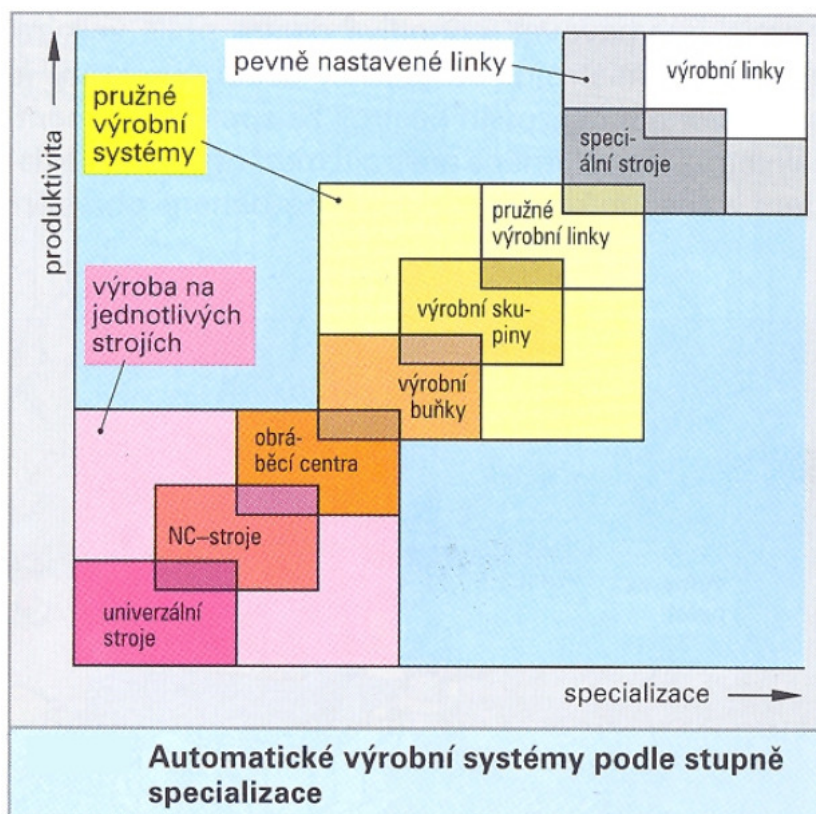 produktivita
pevně nastavené linky
výrobní linky
pružné
výrobní
systémy
speci-
ální stroje
pružné
výrobní linky
výroba na
jednotlivých
strojích
výrobní sku-
piny
výrobní
buňky
obrá-
běcí centra
NC–stroje
univerzální
stroje
specializace
Automatické výrobní systémy podle stupně
specializace